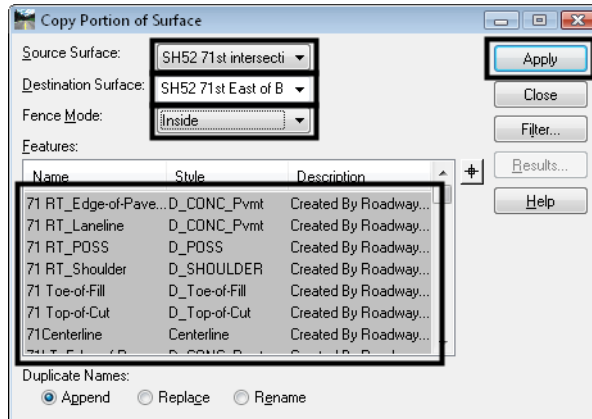 Copy Portion of Surface
Source Surface: SH52 71st intersecti
Destination Surface: SH52 71st East of B
Fence Mode: Inside
Features:
Name Style Description
71 RT_Edge-of-Pave... D_CONC_Pvmt Created By Roadway...
71 RT_Laneline D_CONC_Pvmt Created By Roadway...
71 RT_POSS D_POSS Created By Roadway...
71 RT_Shoulder D_SHOULDER Created By Roadway...
71 Toe-of-Fill D_Toe-of-Fill Created By Roadway...
71 Top-of-Cut D_Top-of-Cut Created By Roadway...
71Centerline Centerline Created By Roadway...
Duplicate Names:
Append Replace Rename
Apply
Close
Filter...
Results...
Help